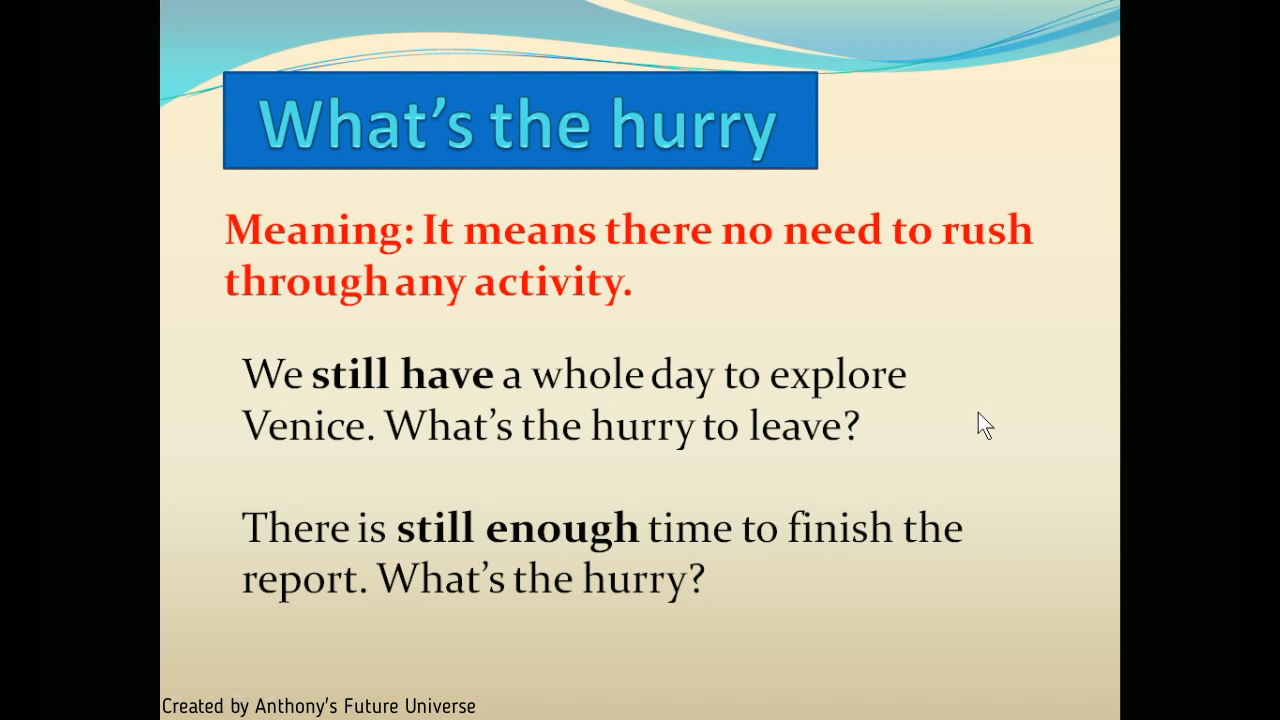 What’s the hurry
Meaning: It means there no need to rush
through any activity.
We still have a whole day to explore
Venice. What’s the hurry to leave?
There is still enough time to finish the
report. What’s the hurry?
Created by Anthony's Future Universe